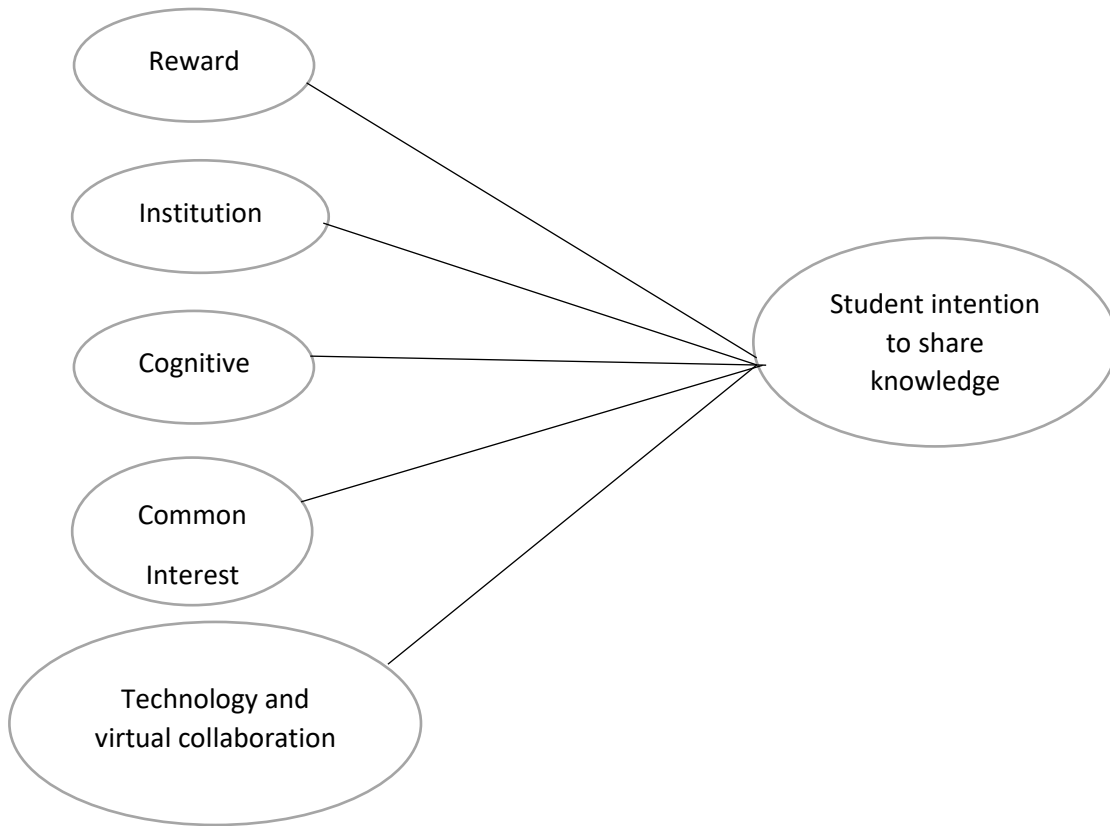 Reward
Institution
Cognitive
Common
Interest
Technology and
virtual collaboration
Student intention
to share
knowledge